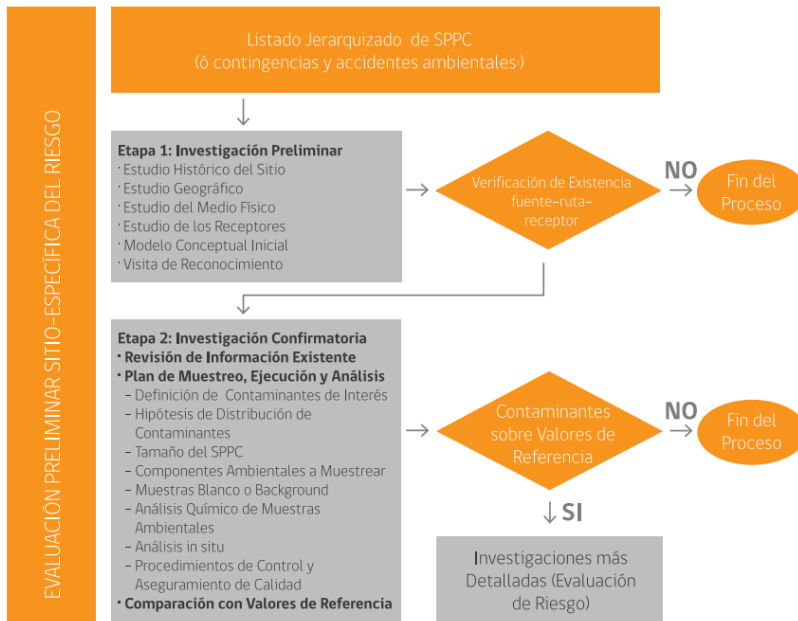 EVALUACIÓN PRELIMINAR SITIO-ESPECÍFICA DEL RIESGO
Listado Jerarquizado de SPPC
(ó contingencias y accidentes ambientales)
Etapa 1: Investigación Preliminar
· Estudio Histórico del Sitio
· Estudio Geográfico
· Estudio del Medio Físico
· Estudio de los Receptores
· Modelo Conceptual Inicial
· Visita de Reconocimiento
Verificación de Existencia
fuente-ruta-
receptor
NO
Fin del
Proceso
Etapa 2: Investigación Confirmatoria
· Revisión de Información Existente
· Plan de Muestreo, Ejecución y Análisis
– Definición de Contaminantes de Interés
– Hipótesis de Distribución de
Contaminantes
– Tamaño del SPPC
– Componentes Ambientales a Muestrear
– Muestras Blanco o Background
– Análisis Químico de Muestras
Ambientales
– Análisis in situ
– Procedimientos de Control y
Aseguramiento de Calidad
· Comparación con Valores de Referencia
Contaminantes
sobre Valores de
Referencia
NO
Fin del
Proceso
SI
Investigaciones más
Detalladas (Evaluación
de Riesgo)